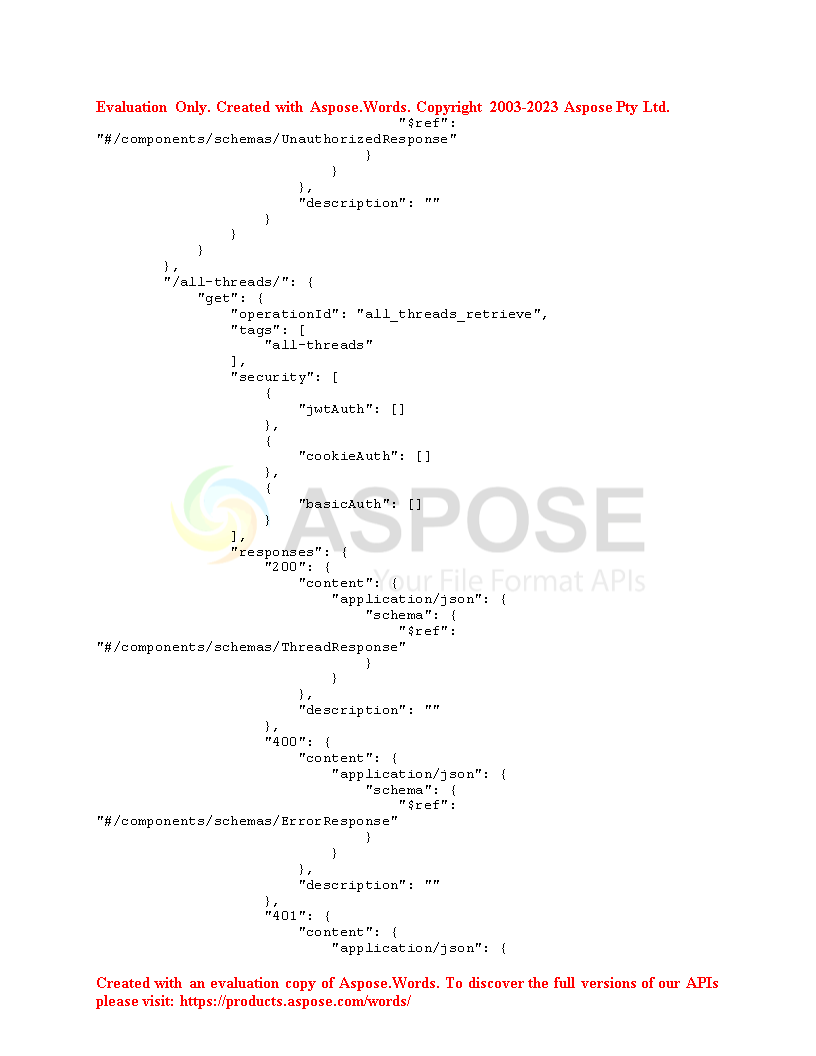 Evaluation Only. Created with Aspose.Words. Copyright 2003-2023 Aspose Pty Ltd.
"$ref":
"#/components/schemas/UnauthorizedResponse"
}
}
},
"description": ""
}
}
}
},
"/all-threads/": {
"get": {
"operationId": "all_threads_retrieve",
"tags": [
"all-threads"
],
"security": [
{
"jwtAuth": []
},
{
"cookieAuth": []
},
{
"basicAuth": []
}
],
ASPOSE
"responses": {
"200": {
Your File Format APIs
"content": {
"application/json": {
"schema": {
"$ref":
"#/components/schemas/ThreadResponse"
}
}
},
"description": ""
},
"400": {
"content": {
"application/json": {
"schema": {
"$ref":
"#/components/schemas/ErrorResponse"
}
}
},
"description": ""
},
"401": {
"content": {
"application/json": {
Created with an evaluation copy of Aspose.Words. To discover the full versions of our APIs
please visit: https://products.aspose.com/words/